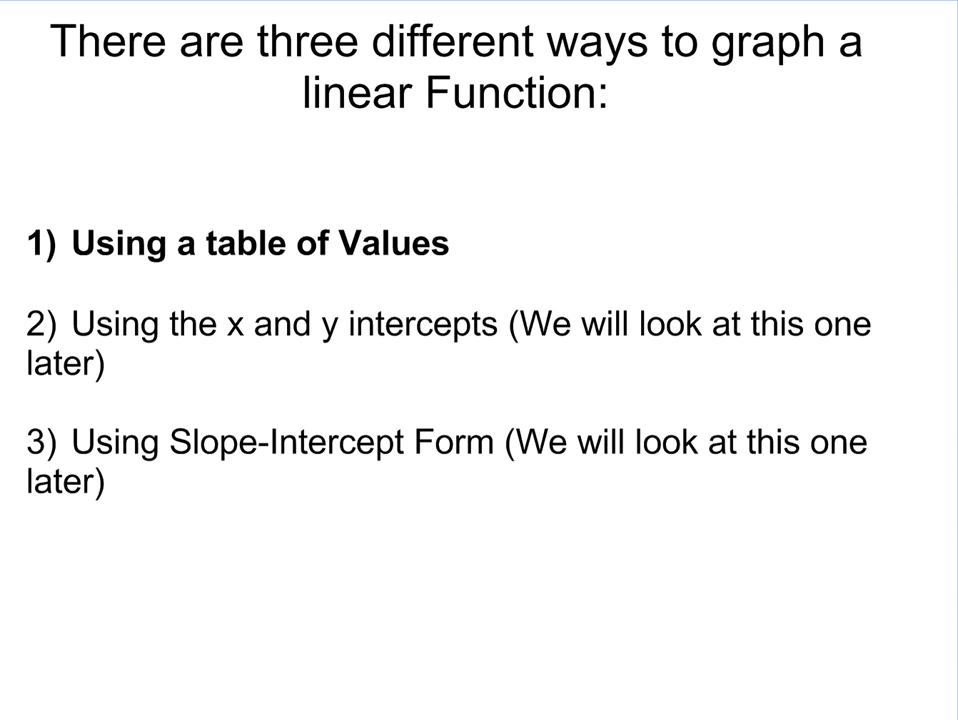 There are three different ways to graph a
linear Function:
1) Using a table of Values
2) Using the x and y intercepts (We will look at this one
later)
3) Using Slope-Intercept Form (We will look at this one
later)